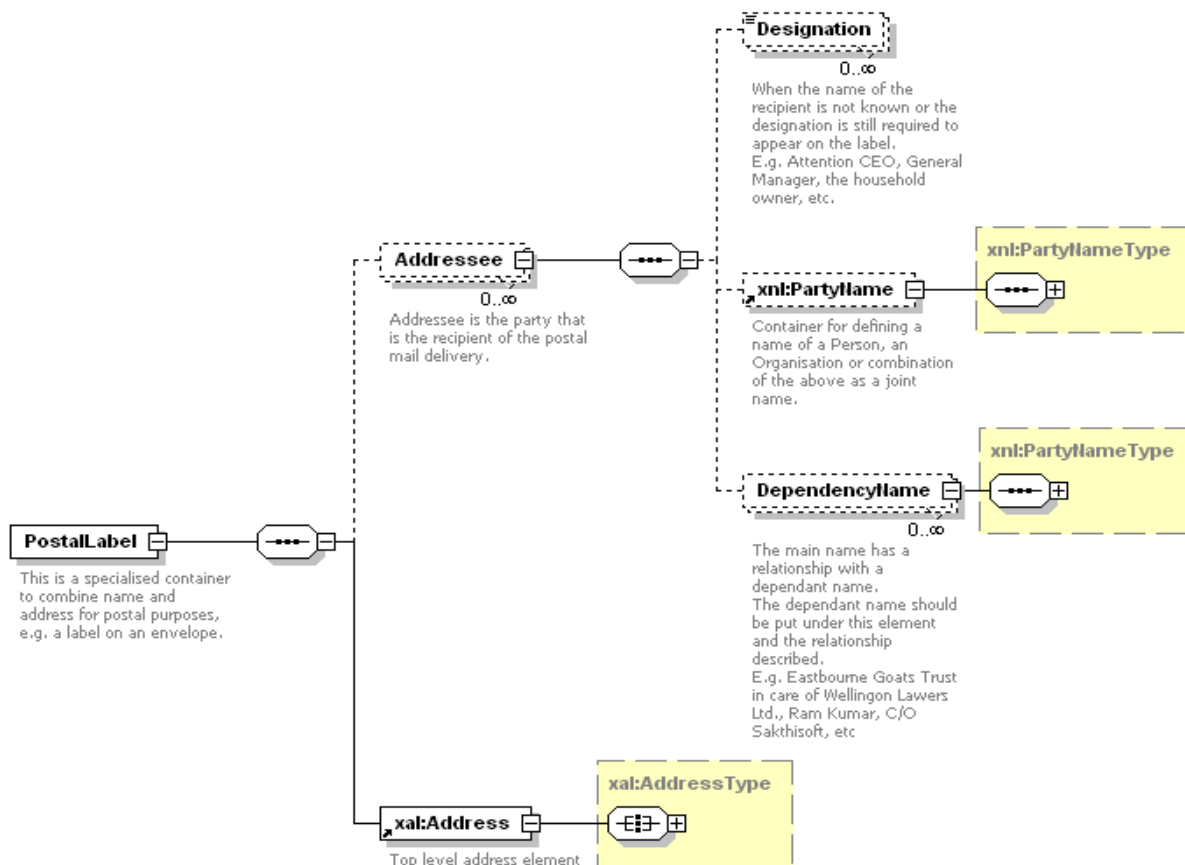 Designation
0..∞
When the name of the
recipient is not known or the
designation is still required to
appear on the label.
E.g. Attention CEO, General
Manager, the household
owner, etc.
Addressee
0..∞
Addressee is the party that
is the recipient of the postal
mail delivery.
xnl:PartyNameType
xnl:PartyName
Container for defining a
name of a Person, an
Organisation or combination
of the above as a joint
name.
xnl:PartyNameType
DependencyName
0..∞
The main name has a
relationship with a
dependant name.
The dependant name should
be put under this element
and the relationship
described.
E.g. Eastbourne Goats Trust
in care of Wellingon Lawers
Ltd., Ram Kumar, C/O
Sakthisoft, etc
PostalLabel
This is a specialised container
to combine name and
address for postal purposes,
e.g. a label on an envelope.
xal:AddressType
xal:Address
Top level address element